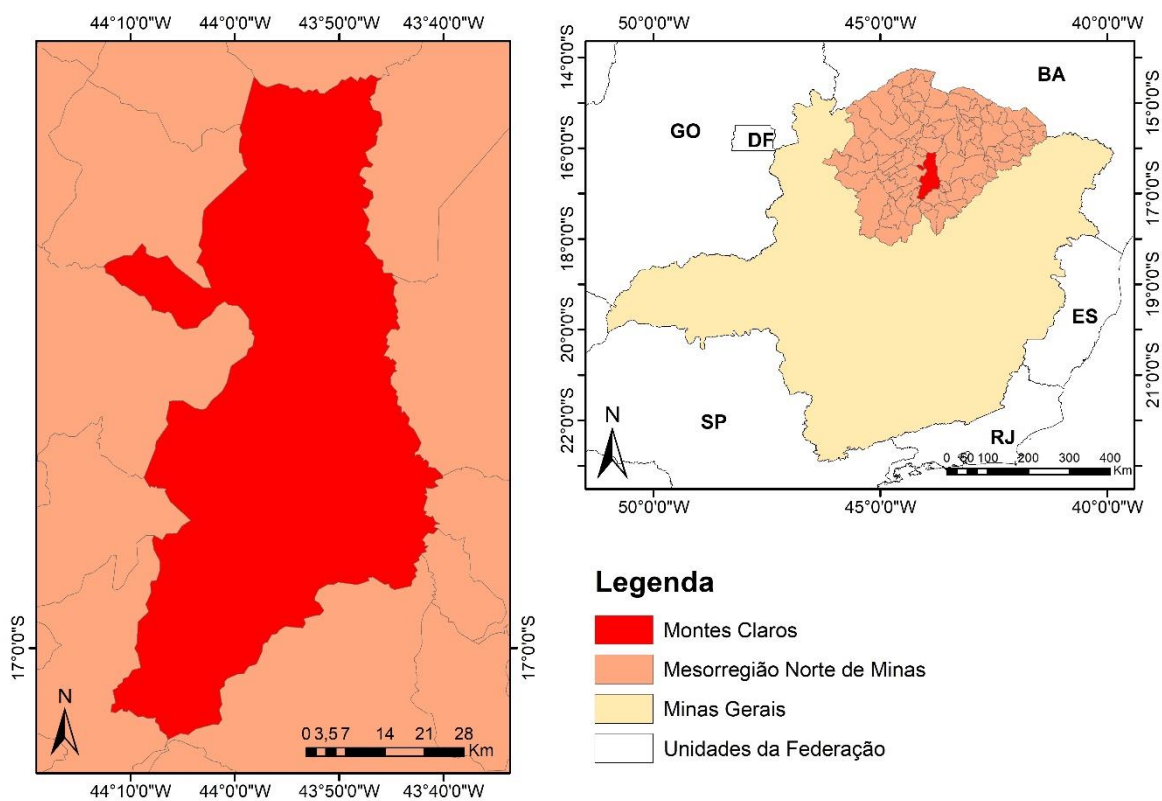 44°10'0"W 44°0'0"W 43°50'0"W 43°40'0"W
17°0'0"S
17°0'0"S
N
0 3,5 7 14 21 28
Km
44°10'0"W 44°0'0"W 43°50'0"W 43°40'0"W
50°0'0"W 45°0'0"W 40°0'0"W
14°0'0"S
16°0'0"S
18°0'0"S
20°0'0"S
22°0'0"S
BA
GO
DF
ES
SP
RJ
15°0'0"S
17°0'0"S
19°0'0"S
21°0'0"S
N
0 50 100 200 300 400
Km
50°0'0"W 45°0'0"W 40°0'0"W
Legenda
Montes Claros
Mesorregião Norte de Minas
Minas Gerais
Unidades da Federação